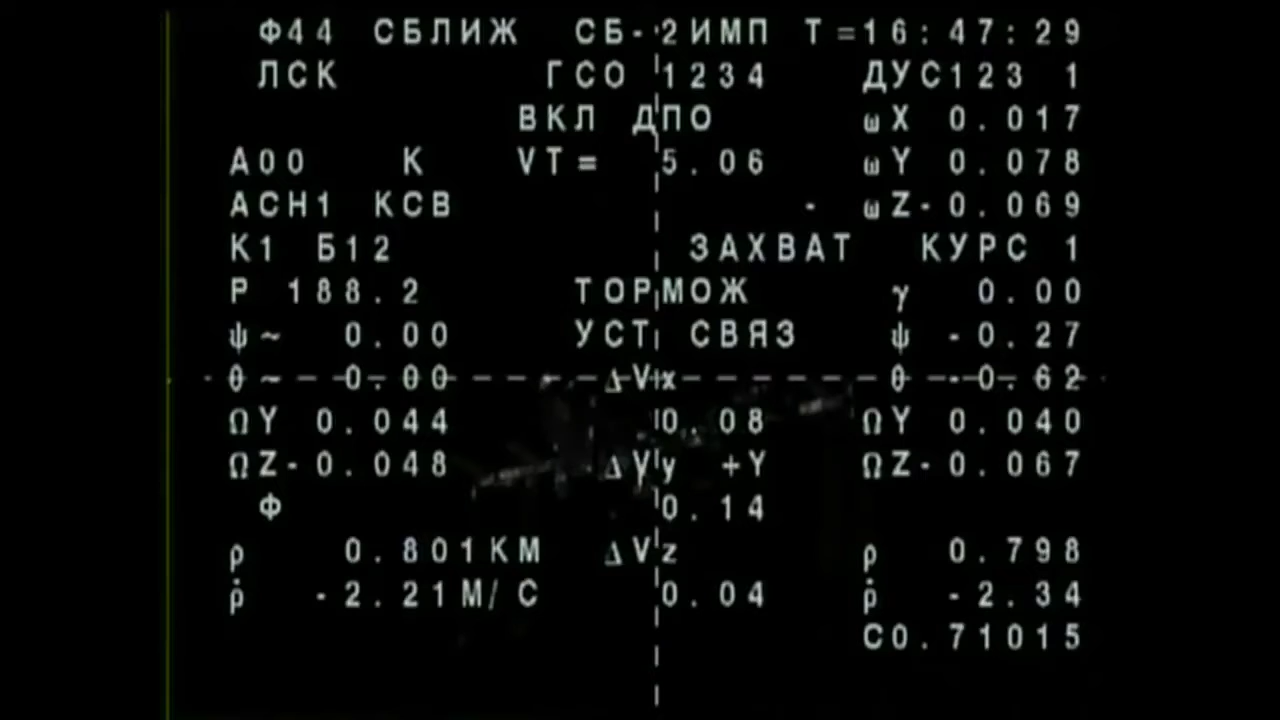 Ф44 СБЛИЖ СБ-2ИМП Т=16:47:29
ЛСК ГСО 1234 ДУС123 1
ВКЛ ДПО ωX 0.017
А00 К VT= 5.06 ωY 0.078
АСН1 КСВ - ωZ-0.069
К1 Б12 ЗАХВАТ КУРС 1
Р 188.2 ТОРМОЖ γ 0.00
ψ~ 0.00 УСТ СВЯЗ ψ -0.27
θ~ 0.00 ΔVx θ -0.62
ΩY 0.044 0.08 ΩY 0.040
ΩZ-0.048 ΔVy +Y ΩZ-0.067
Ф 0.14
ρ 0.801КМ ΔVz ρ 0.798
ρ̇ -2.21М/С 0.04 ρ̇ -2.34
С0.71015